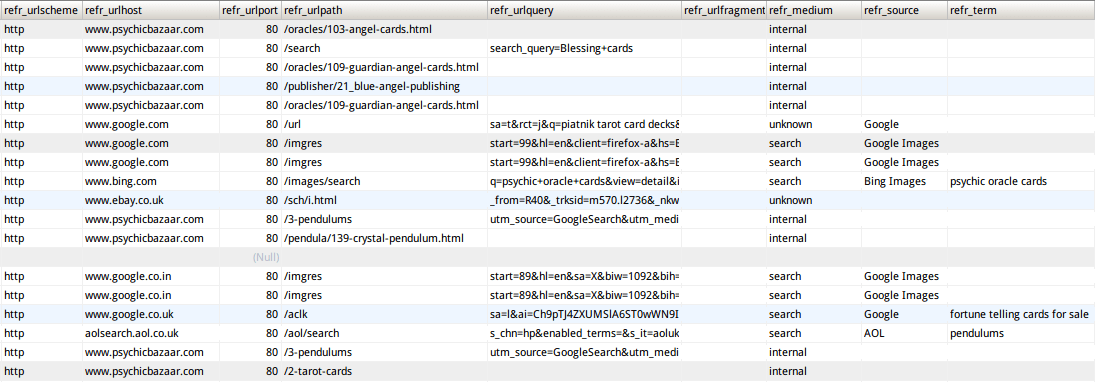 refr_urlscheme refr_urlhost refr_urlport refr_urlpath refr_urlquery refr_urlfragment refr_medium refr_source refr_term
http www.psychicbazaar.com 80 /oracles/103-angel-cards.html internal
http www.psychicbazaar.com 80 /search search_query=Blessing+cards internal
http www.psychicbazaar.com 80 /oracles/109-guardian-angel-cards.html internal
http www.psychicbazaar.com 80 /publisher/21_blue-angel-publishing internal
http www.psychicbazaar.com 80 /oracles/109-guardian-angel-cards.html internal
http www.google.com 80 /url sa=t&rct=j&q=piatnik tarot card decks& unknown Google
http www.google.com 80 /imgres start=99&hl=en&client=firefox-a&hs=E search Google Images
http www.google.com 80 /imgres start=99&hl=en&client=firefox-a&hs=E search Google Images
http www.bing.com 80 /images/search q=psychic+oracle+cards&view=detail&i search Bing Images psychic oracle cards
http www.ebay.co.uk 80 /sch/i.html _from=R40&_trksid=m570.l2736&_nkw unknown
http www.psychicbazaar.com 80 /3-pendulums utm_source=GoogleSearch&utm_medi internal
http www.psychicbazaar.com 80 /pendula/139-crystal-pendulum.html internal
(Null)
http www.google.co.in 80 /imgres start=89&hl=en&sa=X&biw=1092&bih= search Google Images
http www.google.co.in 80 /imgres start=89&hl=en&sa=X&biw=1092&bih= search Google Images
http www.google.co.uk 80 /aclk sa=l&ai=Ch9pTJ4ZXUMSlA6ST0wWN9I search Google fortune telling cards for sale
http aolsearch.aol.co.uk 80 /aol/search s_chn=hp&enabled_terms=&s_it=aoluk search AOL pendulums
http www.psychicbazaar.com 80 /3-pendulums utm_source=GoogleSearch&utm_medi internal
http www.psychicbazaar.com 80 /2-tarot-cards internal